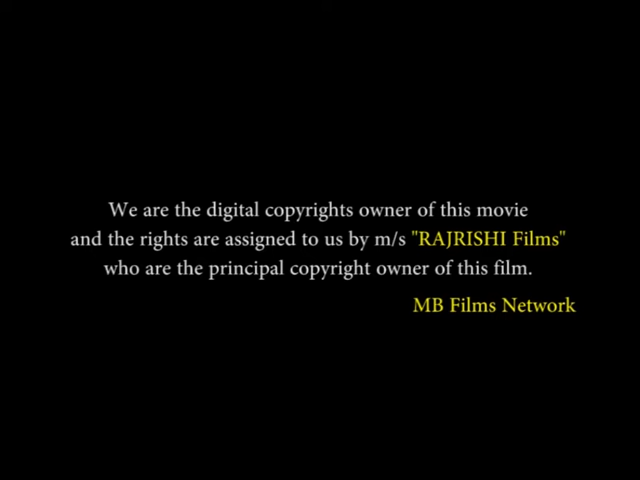 We are the digital copyrights owner of this movie
and the rights are assigned to us by m/s "RAJRISHI Films"
who are the principal copyright owner of this film.
MB Films Network